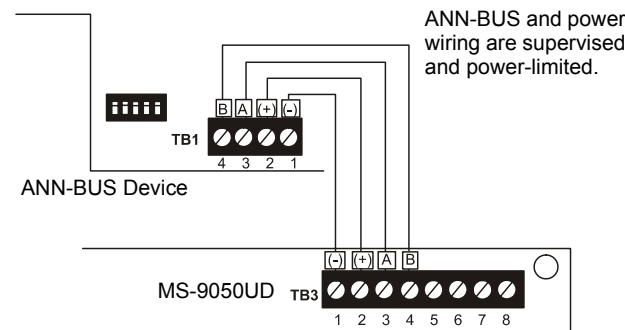 ANN-BUS and power
wiring are supervised
and power-limited.
B A (+) (-)
TB1
4 3 2 1
ANN-BUS Device
(-) (+) A B
MS-9050UD TB3
1 2 3 4 5 6 7 8